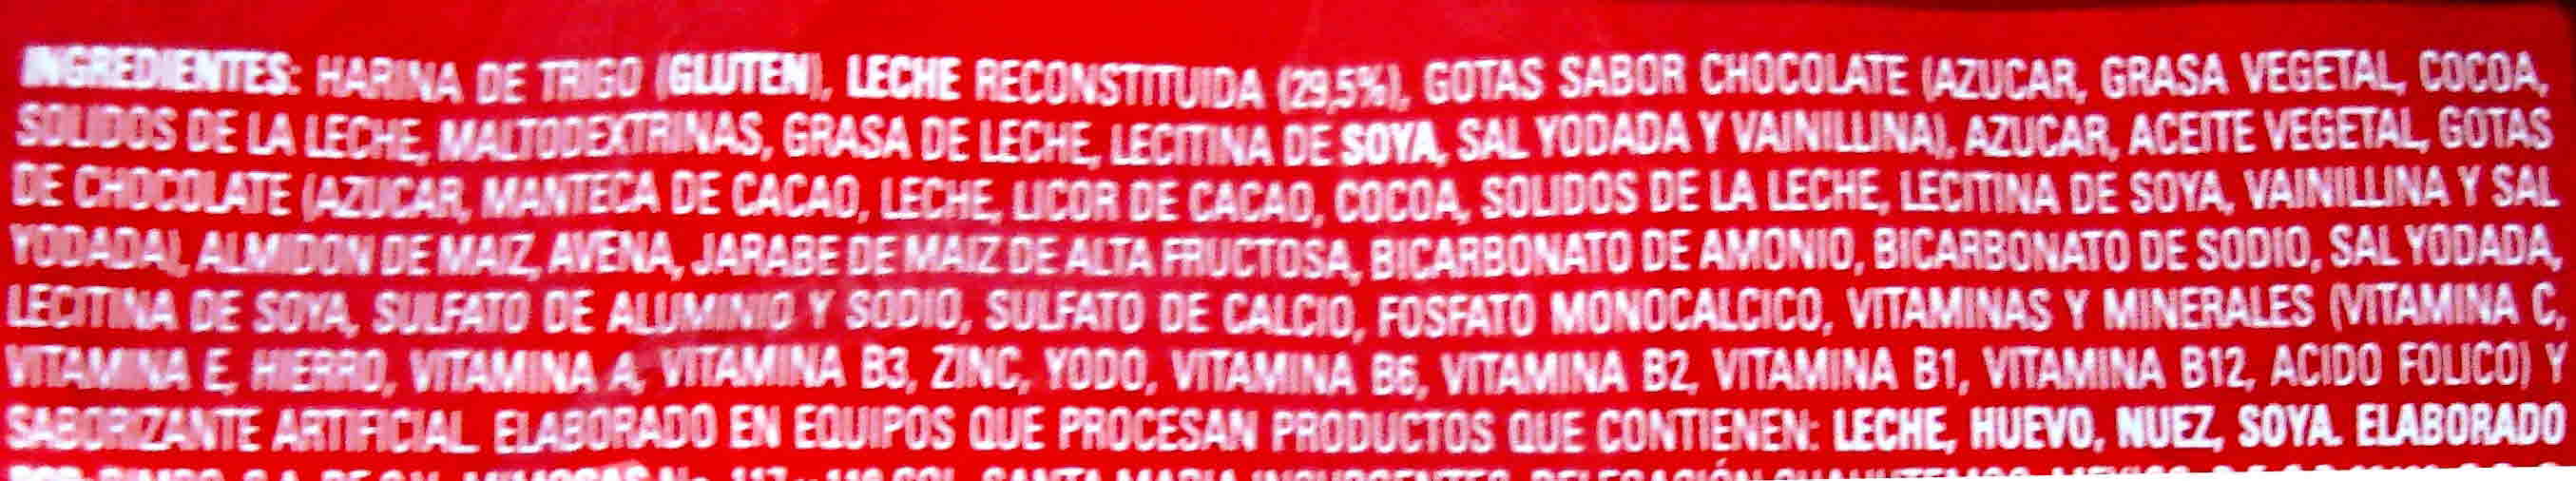 INGREDIENTES: HARINA DE TRIGO (GLUTEN), LECHE RECONSTITUIDA (29,5%), GOTAS SABOR CHOCOLATE (AZUCAR, GRASA VEGETAL, COCOA,
SOLIDOS DE LA LECHE, MALTODEXTRINAS, GRASA DE LECHE, LECITINA DE SOYA, SAL YODADA Y VAINILLINA), AZUCAR, ACEITE VEGETAL, GOTAS
DE CHOCOLATE (AZUCAR, MANTECA DE CACAO, LECHE, LICOR DE CACAO, COCOA, SOLIDOS DE LA LECHE, LECITINA DE SOYA, VAINILLINA Y SAL
YODADA), ALMIDON DE MAIZ, AVENA, JARABE DE MAIZ DE ALTA FRUCTOSA, BICARBONATO DE AMONIO, BICARBONATO DE SODIO, SAL YODADA,
LECITINA DE SOYA, SULFATO DE ALUMINIO Y SODIO, SULFATO DE CALCIO, FOSFATO MONOCALCICO, VITAMINAS Y MINERALES (VITAMINA C,
VITAMINA E, HIERRO, VITAMINA A, VITAMINA B3, ZINC, YODO, VITAMINA B6, VITAMINA B2, VITAMINA B1, VITAMINA B12, ACIDO FOLICO) Y
SABORIZANTE ARTIFICIAL. ELABORADO EN EQUIPOS QUE PROCESAN PRODUCTOS QUE CONTIENEN: LECHE, HUEVO, NUEZ, SOYA. ELABORADO